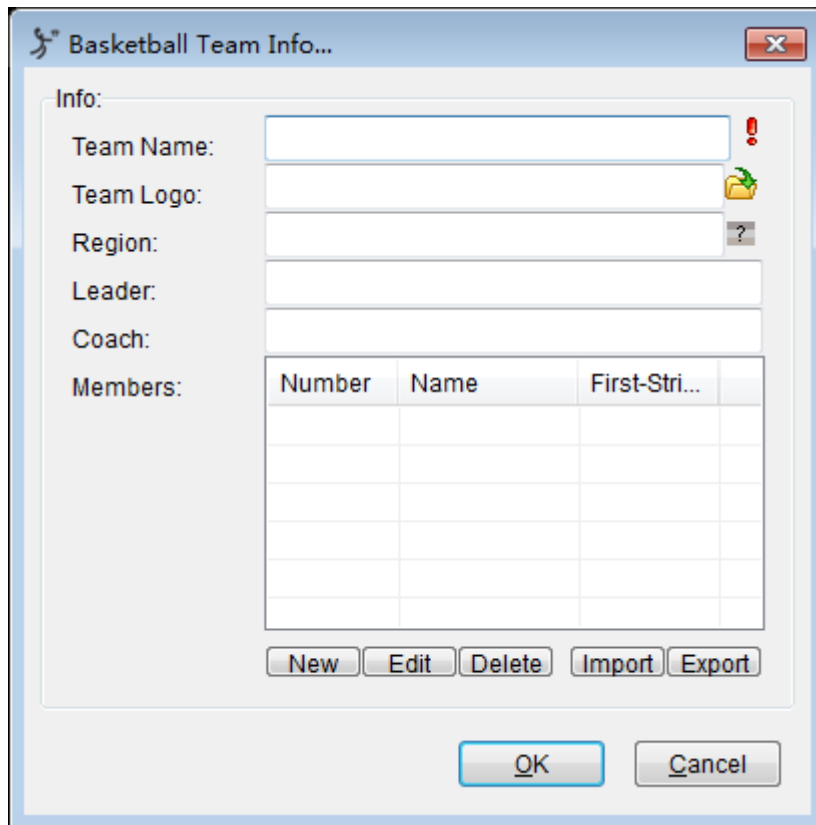 Basketball Team Info...
Info:
Team Name:
Team Logo:
Region:
?
Leader:
Coach:
Members:
Number Name First-Stri...
New Edit Delete Import Export
OK Cancel